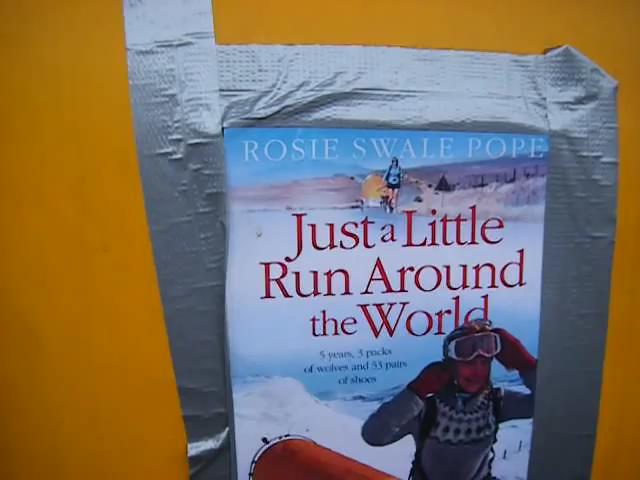 ROSIE SWALE POPE
Just a Little
Run Around
the World
5 years, 3 packs
of wolves and 53 pairs
of shoes